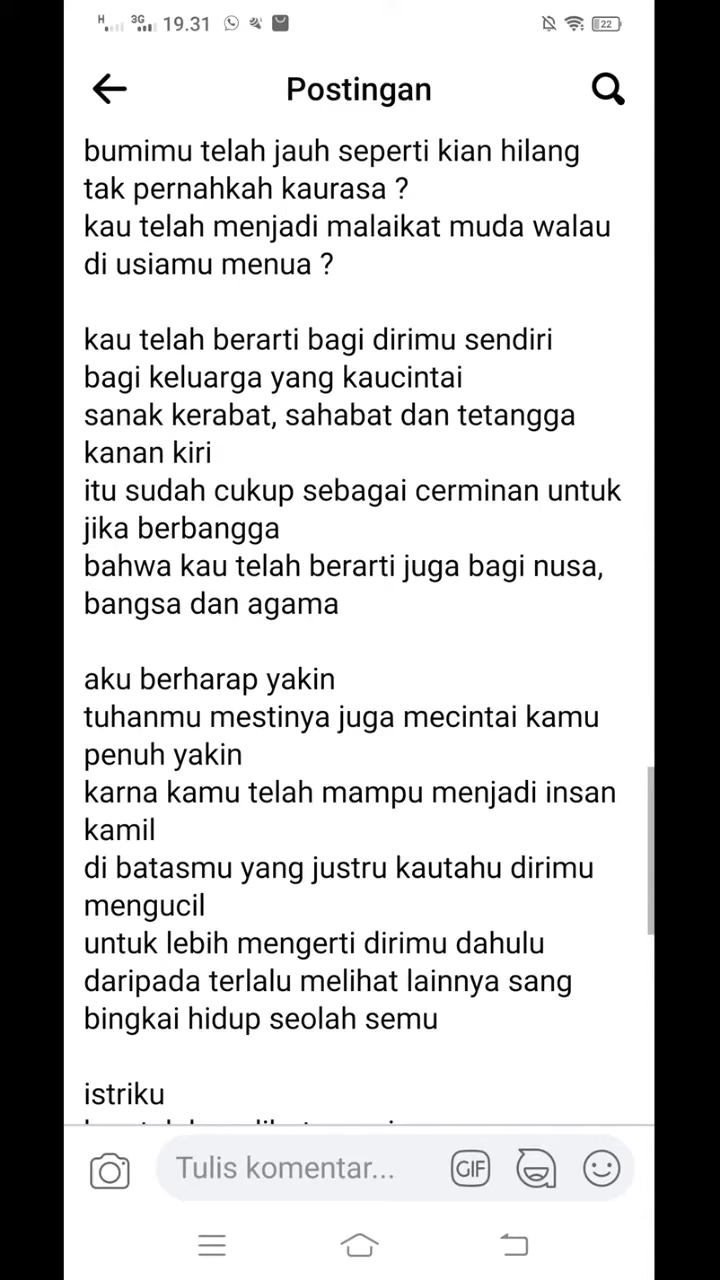 H 3G 19.31 22
Postingan
bumimu telah jauh seperti kian hilang
tak pernahkah kaurasa ?
kau telah menjadi malaikat muda walau
di usiamu menua ?
kau telah berarti bagi dirimu sendiri
bagi keluarga yang kaucintai
sanak kerabat, sahabat dan tetangga
kanan kiri
itu sudah cukup sebagai cerminan untuk
jika berbangga
bahwa kau telah berarti juga bagi nusa,
bangsa dan agama
aku berharap yakin
tuhanmu mestinya juga mecintai kamu
penuh yakin
karna kamu telah mampu menjadi insan
kamil
di batasmu yang justru kautahu dirimu
mengucil
untuk lebih mengerti dirimu dahulu
daripada terlalu melihat lainnya sang
bingkai hidup seolah semu
istriku
Tulis komentar... GIF